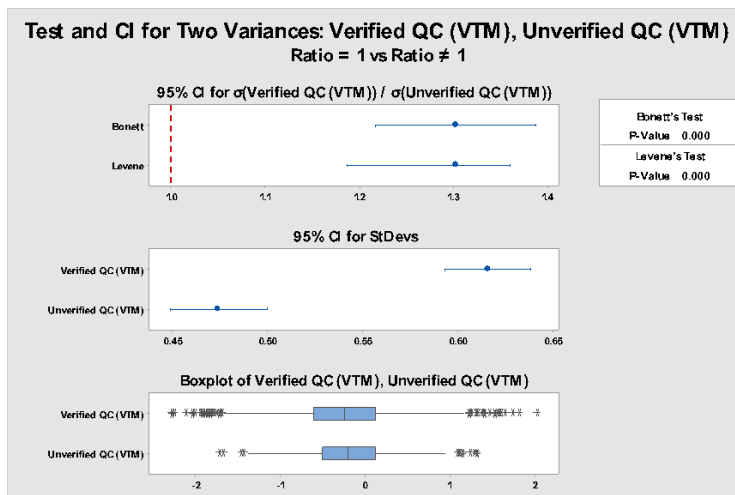 Test and CI for Two Variances: Verified QC (VTM), Unverified QC (VTM)
Ratio = 1 vs Ratio ≠ 1
95% CI for σ(Verified QC (VTM)) / σ(Unverified QC (VTM))
Bonett
Levene
1.0 1.1 1.2 1.3 1.4
Bonett's Test
P-Value 0.000
Levene's Test
P-Value 0.000
95% CI for StDevs
Verified QC (VTM)
Unverified QC (VTM)
0.45 0.50 0.55 0.60 0.65
Boxplot of Verified QC (VTM), Unverified QC (VTM)
Verified QC (VTM)
Unverified QC (VTM)
-2 -1 0 1 2